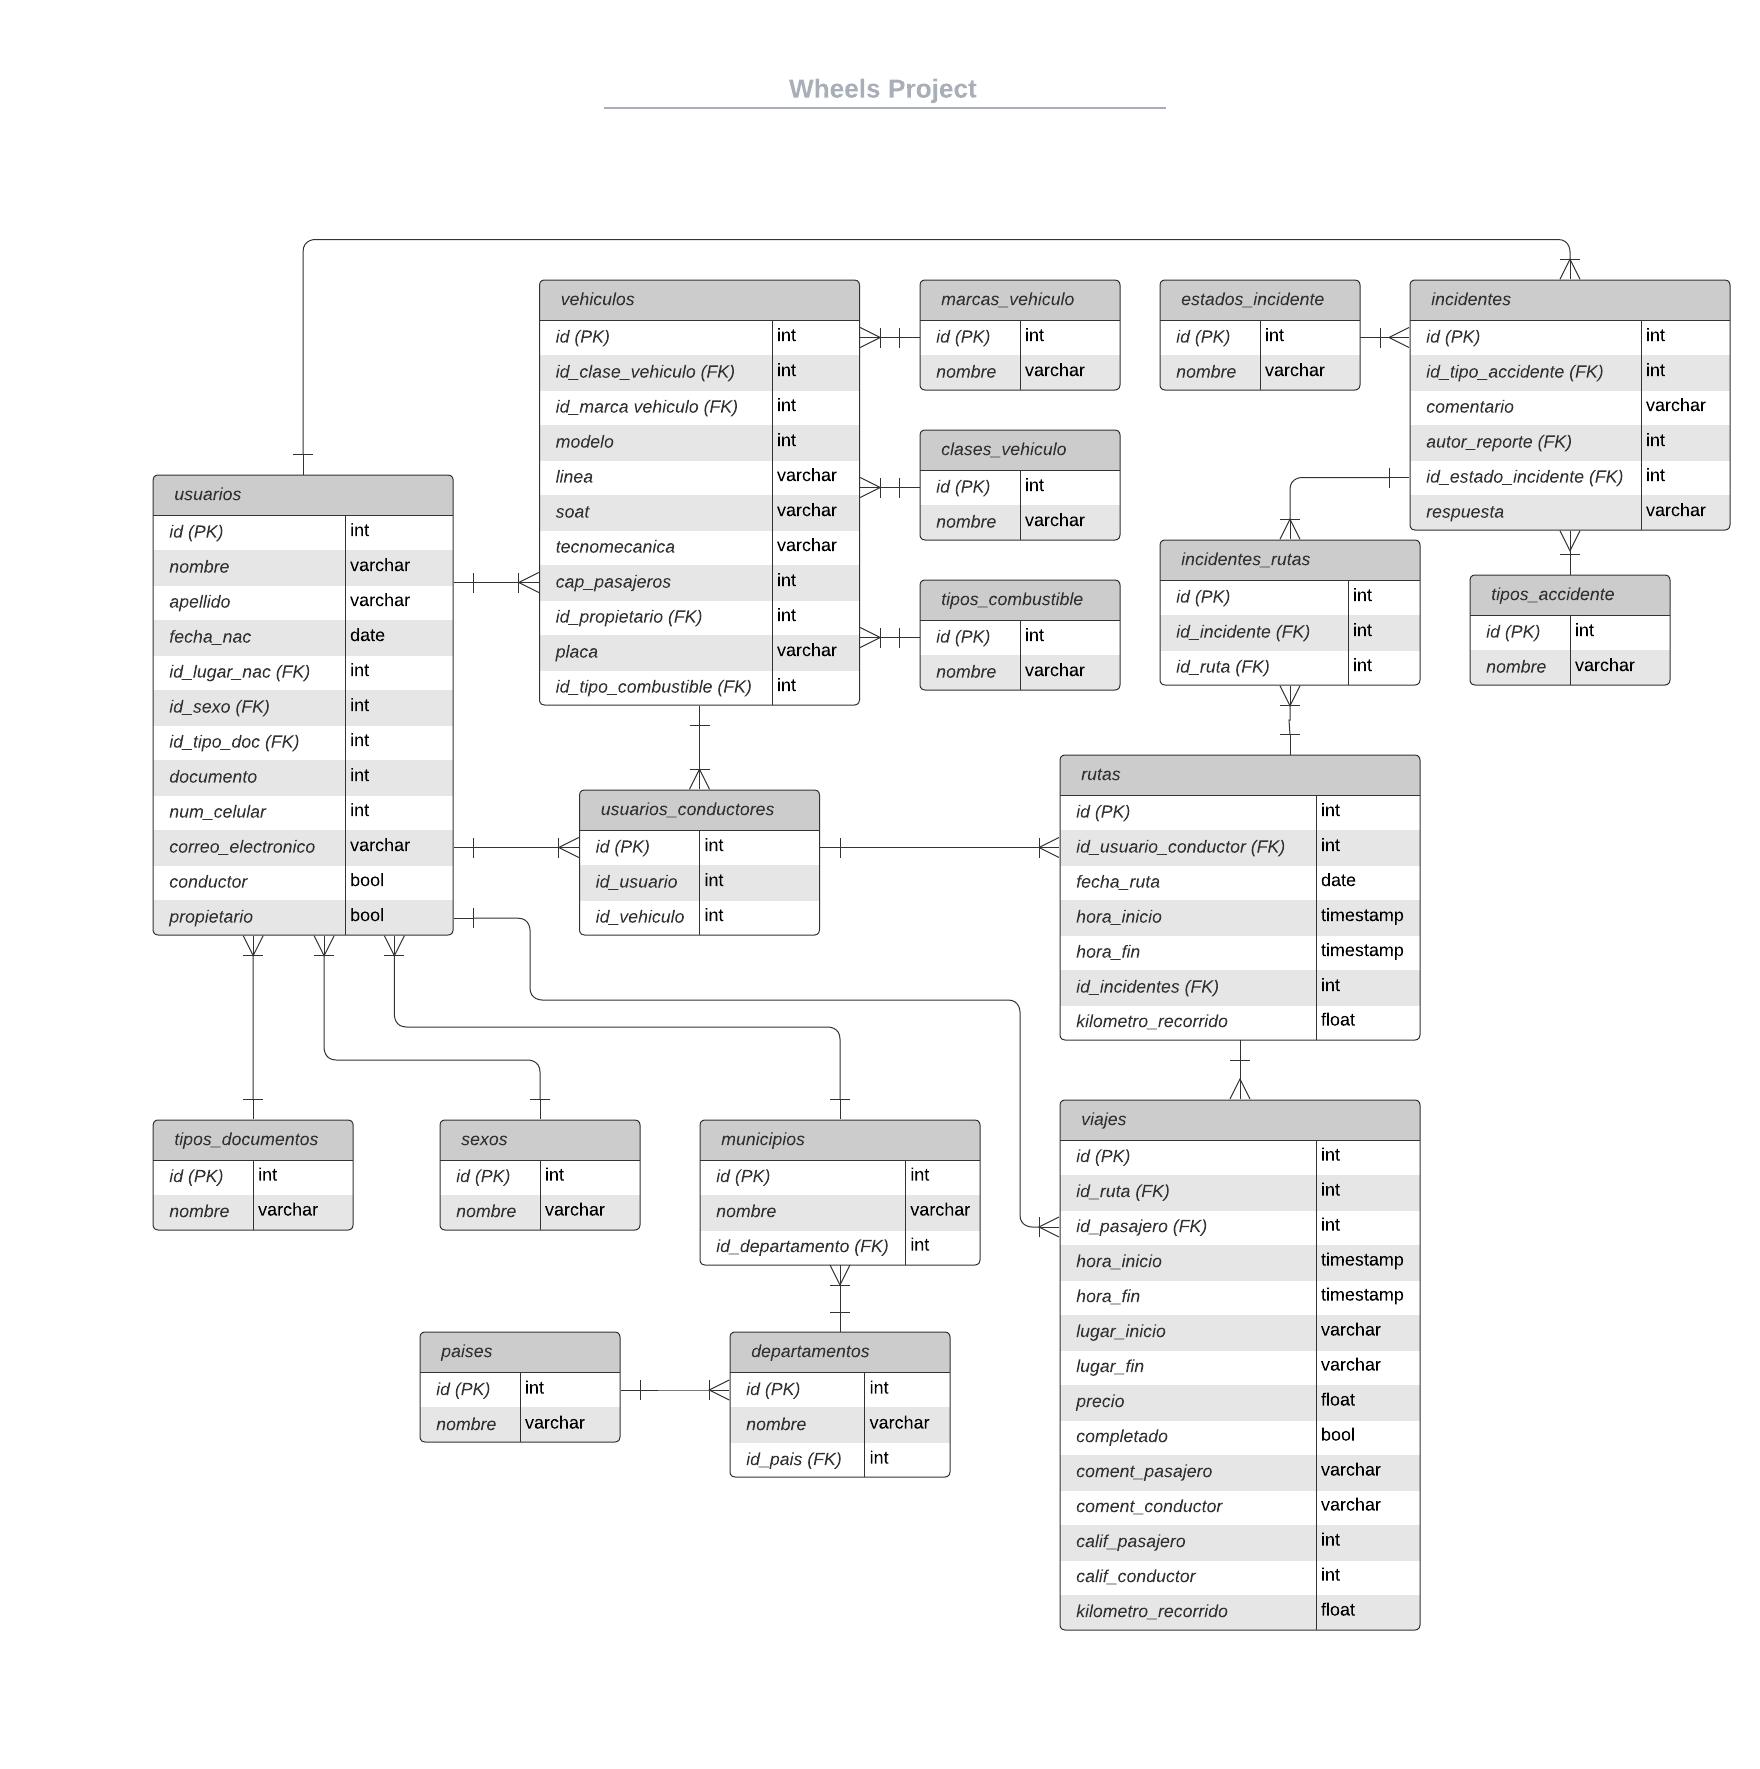 Wheels Project
vehiculos
id (PK) int
id_clase_vehiculo (FK) int
id_marca vehiculo (FK) int
modelo int
linea varchar
soat varchar
tecnomecanica varchar
cap_pasajeros int
id_propietario (FK) int
placa varchar
id_tipo_combustible (FK) int
marcas_vehiculo
id (PK) int
nombre varchar
estados_incidente
id (PK) int
nombre varchar
incidentes
id (PK) int
id_tipo_accidente (FK) int
comentario varchar
autor_reporte (FK) int
id_estado_incidente (FK) int
respuesta varchar
clases_vehiculo
id (PK) int
nombre varchar
usuarios
id (PK) int
nombre varchar
apellido varchar
fecha_nac date
id_lugar_nac (FK) int
id_sexo (FK) int
id_tipo_doc (FK) int
documento int
num_celular int
correo_electronico varchar
conductor bool
propietario bool
tipos_combustible
id (PK) int
nombre varchar
incidentes_rutas
id (PK) int
id_incidente (FK) int
id_ruta (FK) int
tipos_accidente
id (PK) int
nombre varchar
usuarios_conductores
id (PK) int
id_usuario int
id_vehiculo int
rutas
id (PK) int
id_usuario_conductor (FK) int
fecha_ruta date
hora_inicio timestamp
hora_fin timestamp
id_incidentes (FK) int
kilometro_recorrido float
tipos_documentos
id (PK) int
nombre varchar
sexos
id (PK) int
nombre varchar
municipios
id (PK) int
nombre varchar
id_departamento (FK) int
viajes
id (PK) int
id_ruta (FK) int
id_pasajero (FK) int
hora_inicio timestamp
hora_fin timestamp
lugar_inicio varchar
lugar_fin varchar
precio float
completado bool
coment_pasajero varchar
coment_conductor varchar
calif_pasajero int
calif_conductor int
kilometro_recorrido float
paises
id (PK) int
nombre varchar
departamentos
id (PK) int
nombre varchar
id_pais (FK) int